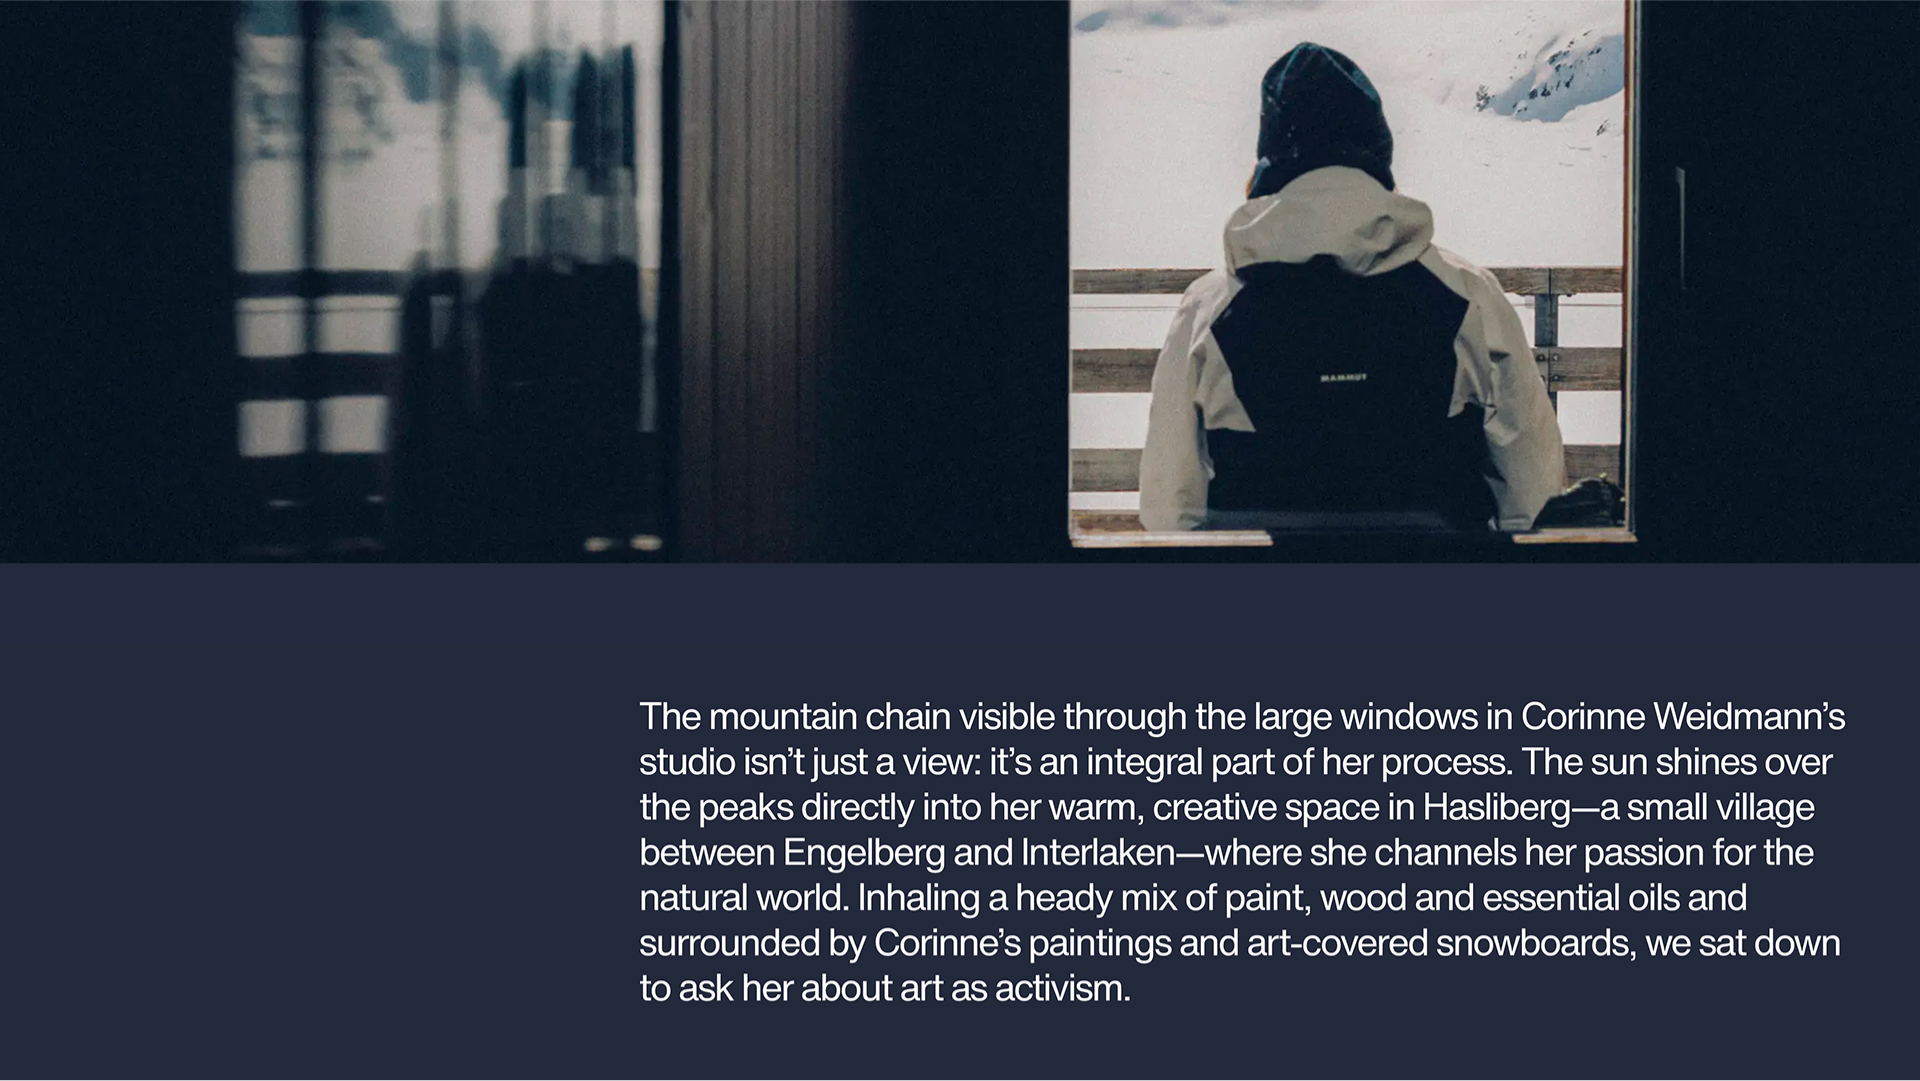 MAMMUT
The mountain chain visible through the large windows in Corinne Weidmann’s
studio isn’t just a view: it’s an integral part of her process. The sun shines over
the peaks directly into her warm, creative space in Hasliberg—a small village
between Engelberg and Interlaken—where she channels her passion for the
natural world. Inhaling a heady mix of paint, wood and essential oils and
surrounded by Corinne’s paintings and art-covered snowboards, we sat down
to ask her about art as activism.